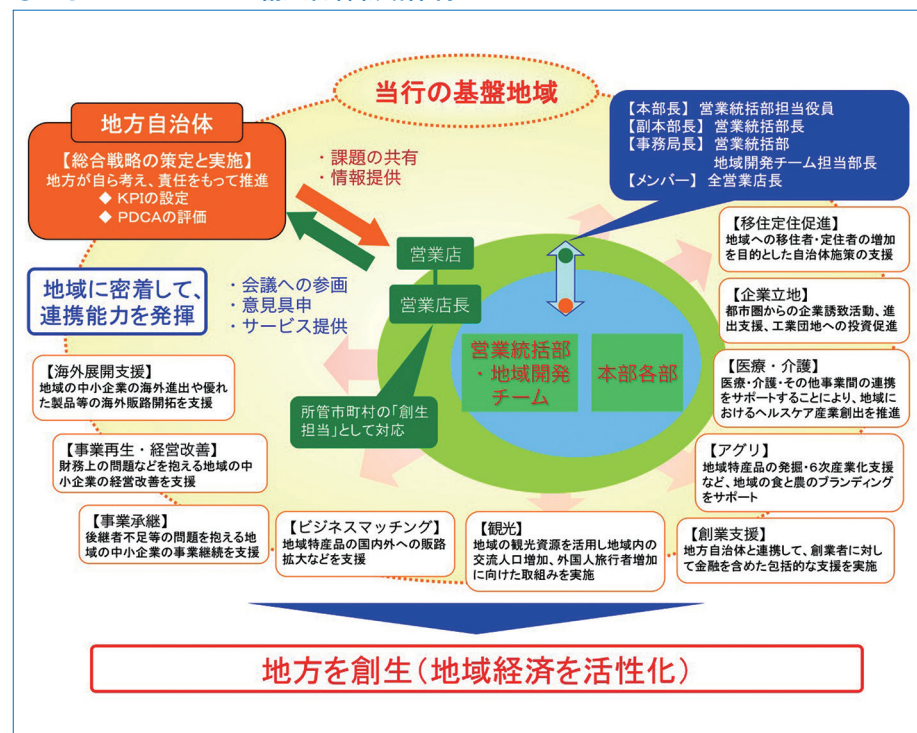 当行の基盤地域
地方自治体
【総合戦略の策定と実施】
地方が自ら考え、責任をもって推進
◆ KPIの設定
◆ PDCAの評価
・課題の共有
・情報提供
【本部長】 営業統括部担当役員
【副本部長】 営業統括部長
【事務局長】 営業統括部
地域開発チーム担当部長
【メンバー】 全営業店長
地域に密着して、
連携能力を発揮
・会議への参画
・意見具申
・サービス提供
営業店
営業店長
所管市町村の「創生
担当」として対応
営業統括部
・地域開発
チーム
本部各部
【移住定住促進】
地域への移住者・定住者の増加
を目的とした自治体施策の支援
【企業立地】
都市圏からの企業誘致活動、進
出支援、工業団地への投資促進
【医療・介護】
医療・介護・その他事業間の連携
をサポートすることにより、地域に
おけるヘルスケア産業創出を推進
【アグリ】
地域特産品の発掘・6次産業化支援
など、地域の食と農のブランディング
をサポート
【創業支援】
地方自治体と連携して、創業者に対し
て金融を含めた包括的な支援を実施
【観光】
地域の観光資源を活用し地域内の
交流人口増加、外国人旅行者増加
に向けた取組みを実施
【ビジネスマッチング】
地域特産品の国内外への販路
拡大などを支援
【事業承継】
後継者不足等の問題を抱える地
域の中小企業の事業継続を支援
【事業再生・経営改善】
財務上の問題などを抱える地域の中
小企業の経営改善を支援
【海外展開支援】
地域の中小企業の海外進出や優れ
た製品等の海外販路開拓を支援
地方を創生（地域経済を活性化）